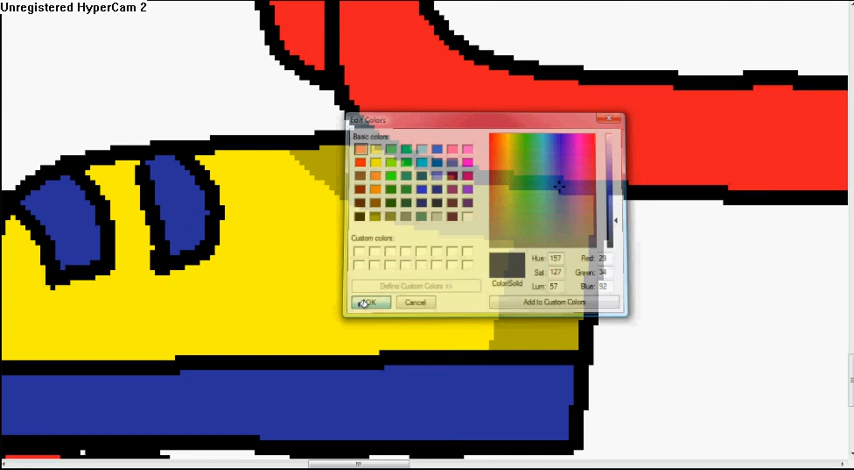 Unregistered HyperCam 2
Edit Colors
Basic colors:
Custom colors:
Define Custom Colors >>
OK
Cancel
Color|Solid
Hue: 157
Sat: 127
Lum: 57
Red: 29
Green: 34
Blue: 92
Add to Custom Colors